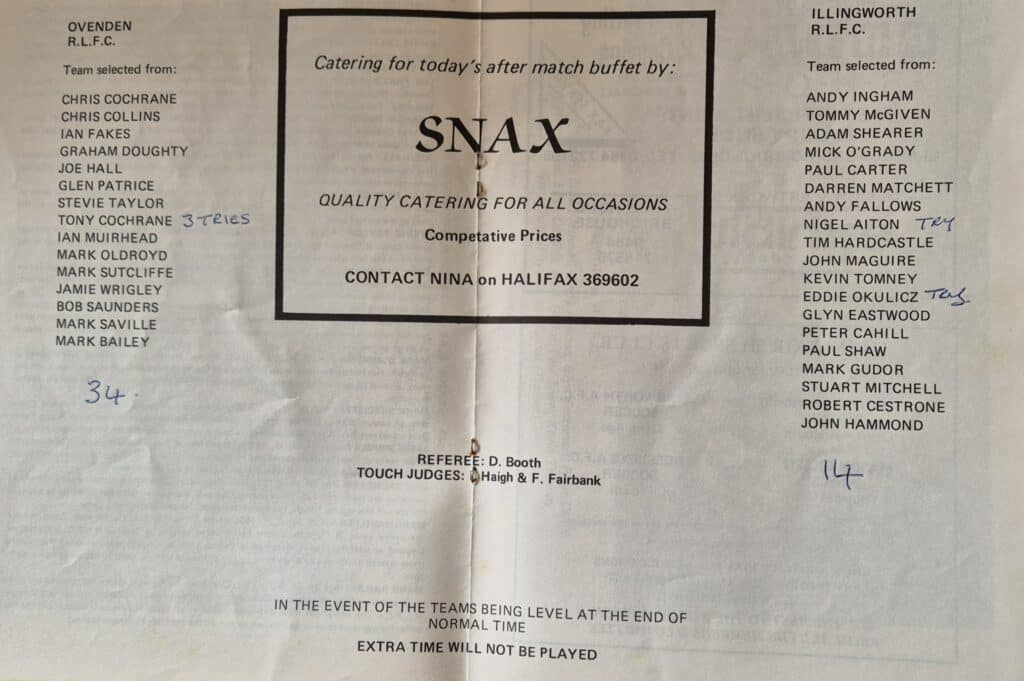 OVENDEN
R.L.F.C.
Team selected from:
CHRIS COCHRANE
CHRIS COLLINS
IAN FAKES
GRAHAM DOUGHTY
JOE HALL
GLEN PATRICE
STEVIE TAYLOR
TONY COCHRANE 3 TRIES
IAN MUIRHEAD
MARK OLDROYD
MARK SUTCLIFFE
JAMIE WRIGLEY
BOB SAUNDERS
MARK SAVILLE
MARK BAILEY
34.
Catering for today's after match buffet by:
SNAX
QUALITY CATERING FOR ALL OCCASIONS
Competative Prices
CONTACT NINA on HALIFAX 369602
REFEREE: D. Booth
TOUCH JUDGES: Haigh & F. Fairbank
IN THE EVENT OF THE TEAMS BEING LEVEL AT THE END OF
NORMAL TIME
EXTRA TIME WILL NOT BE PLAYED
ILLINGWORTH
R.L.F.C.
Team selected from:
ANDY INGHAM
TOMMY McGIVEN
ADAM SHEARER
MICK O'GRADY
PAUL CARTER
DARREN MATCHETT
ANDY FALLOWS
NIGEL AITON TRY
TIM HARDCASTLE
JOHN MAGUIRE
KEVIN TOMNEY
EDDIE OKULICZ Try
GLYN EASTWOOD
PETER CAHILL
PAUL SHAW
MARK GUDOR
STUART MITCHELL
ROBERT CESTRONE
JOHN HAMMOND
14